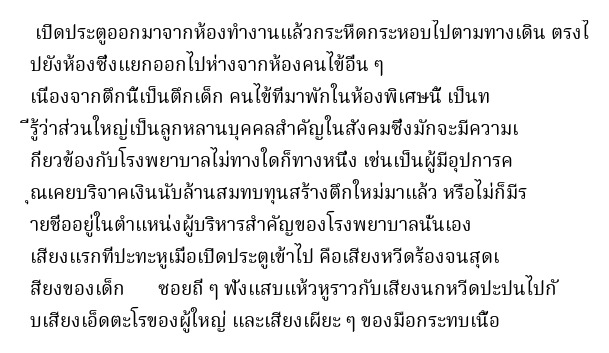 เปิดประตูออกมาจากห้องทำงานแล้วกระหืดกระหอบไปตามทางเดิน ตรงไ
ปยังห้องซึ่งแยกออกไปห่างจากห้องคนไข้อื่น ๆ
เนื่องจากตึกนี้เป็นตึกเด็ก คนไข้ที่มาพักในห้องพิเศษนี้ เป็นท
ี่รู้ว่าส่วนใหญ่เป็นลูกหลานบุคคลสำคัญในสังคมซึ่งมักจะมีความเ
กี่ยวข้องกับโรงพยาบาลไม่ทางใดก็ทางหนึ่ง เช่นเป็นผู้มีอุปการค
ุณเคยบริจาคเงินนับล้านสมทบทุนสร้างตึกใหม่มาแล้ว หรือไม่ก็มีร
ายชื่ออยู่ในตำแหน่งผู้บริหารสำคัญของโรงพยาบาลนั่นเอง
เสียงแรกที่ปะทะหูเมื่อเปิดประตูเข้าไป คือเสียงหวีดร้องจนสุดเ
สียงของเด็ก ซอยถี่ ๆ ฟังแสบแห้วหูราวกับเสียงนกหวีดปะปนไปกั
บเสียงเอ็ดตะโรของผู้ใหญ่ และเสียงเผียะ ๆ ของมือกระทบเนื้อ